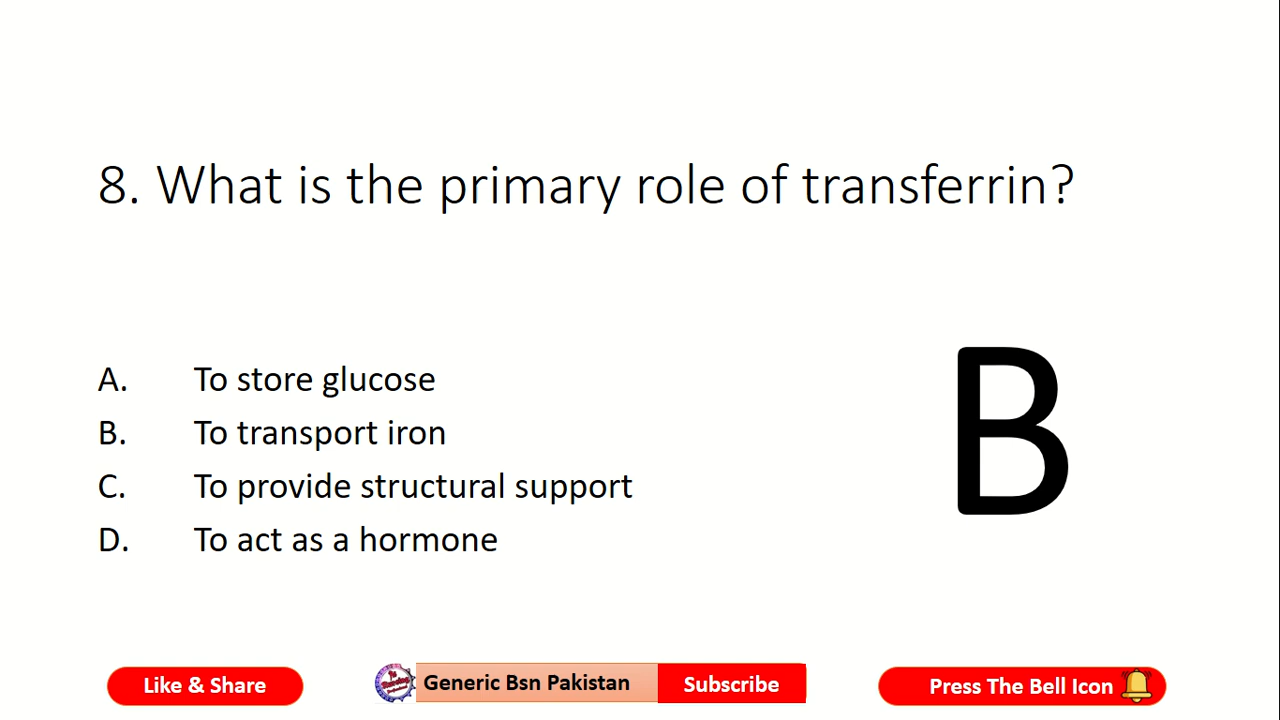 8. What is the primary role of transferrin?
A. To store glucose
B. To transport iron
C. To provide structural support
D. To act as a hormone
B
Like & Share
Generic Bsn Pakistan
Subscribe
Press The Bell Icon